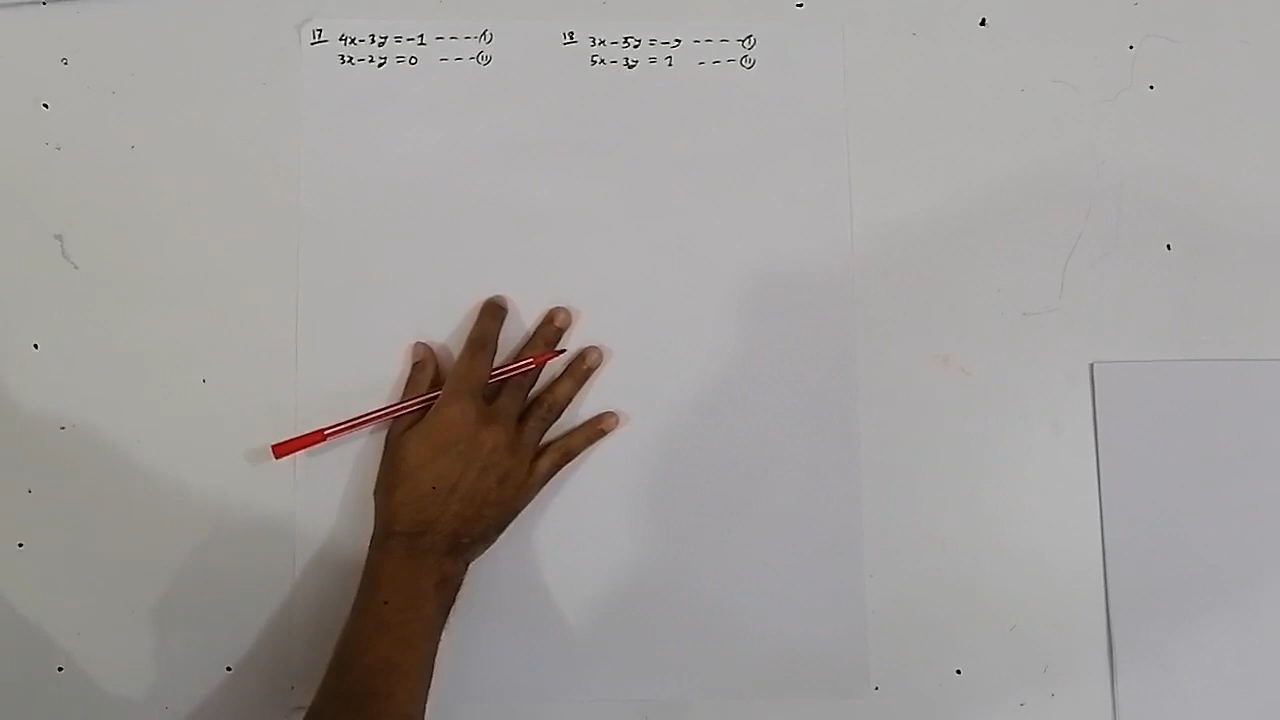 17 4x-3y=-1 ----(i)
3x-2y=0 ---(ii)
18 3x-5y=-9 ----(i)
5x-3y=1 ---(ii)